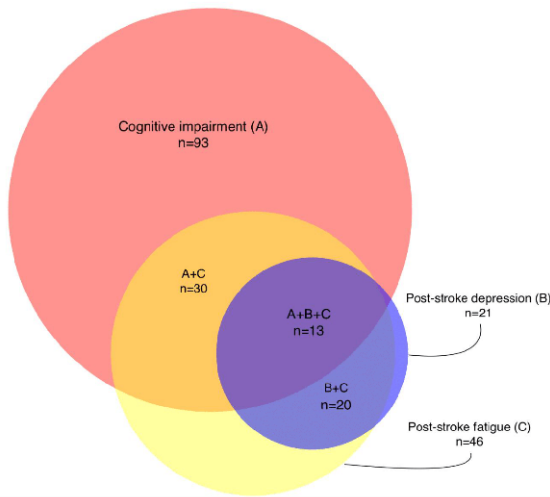 Cognitive impairment (A)
n=93
A+C
n=30
A+B+C
n=13
Post-stroke depression (B)
n=21
B+C
n=20
Post-stroke fatigue (C)
n=46